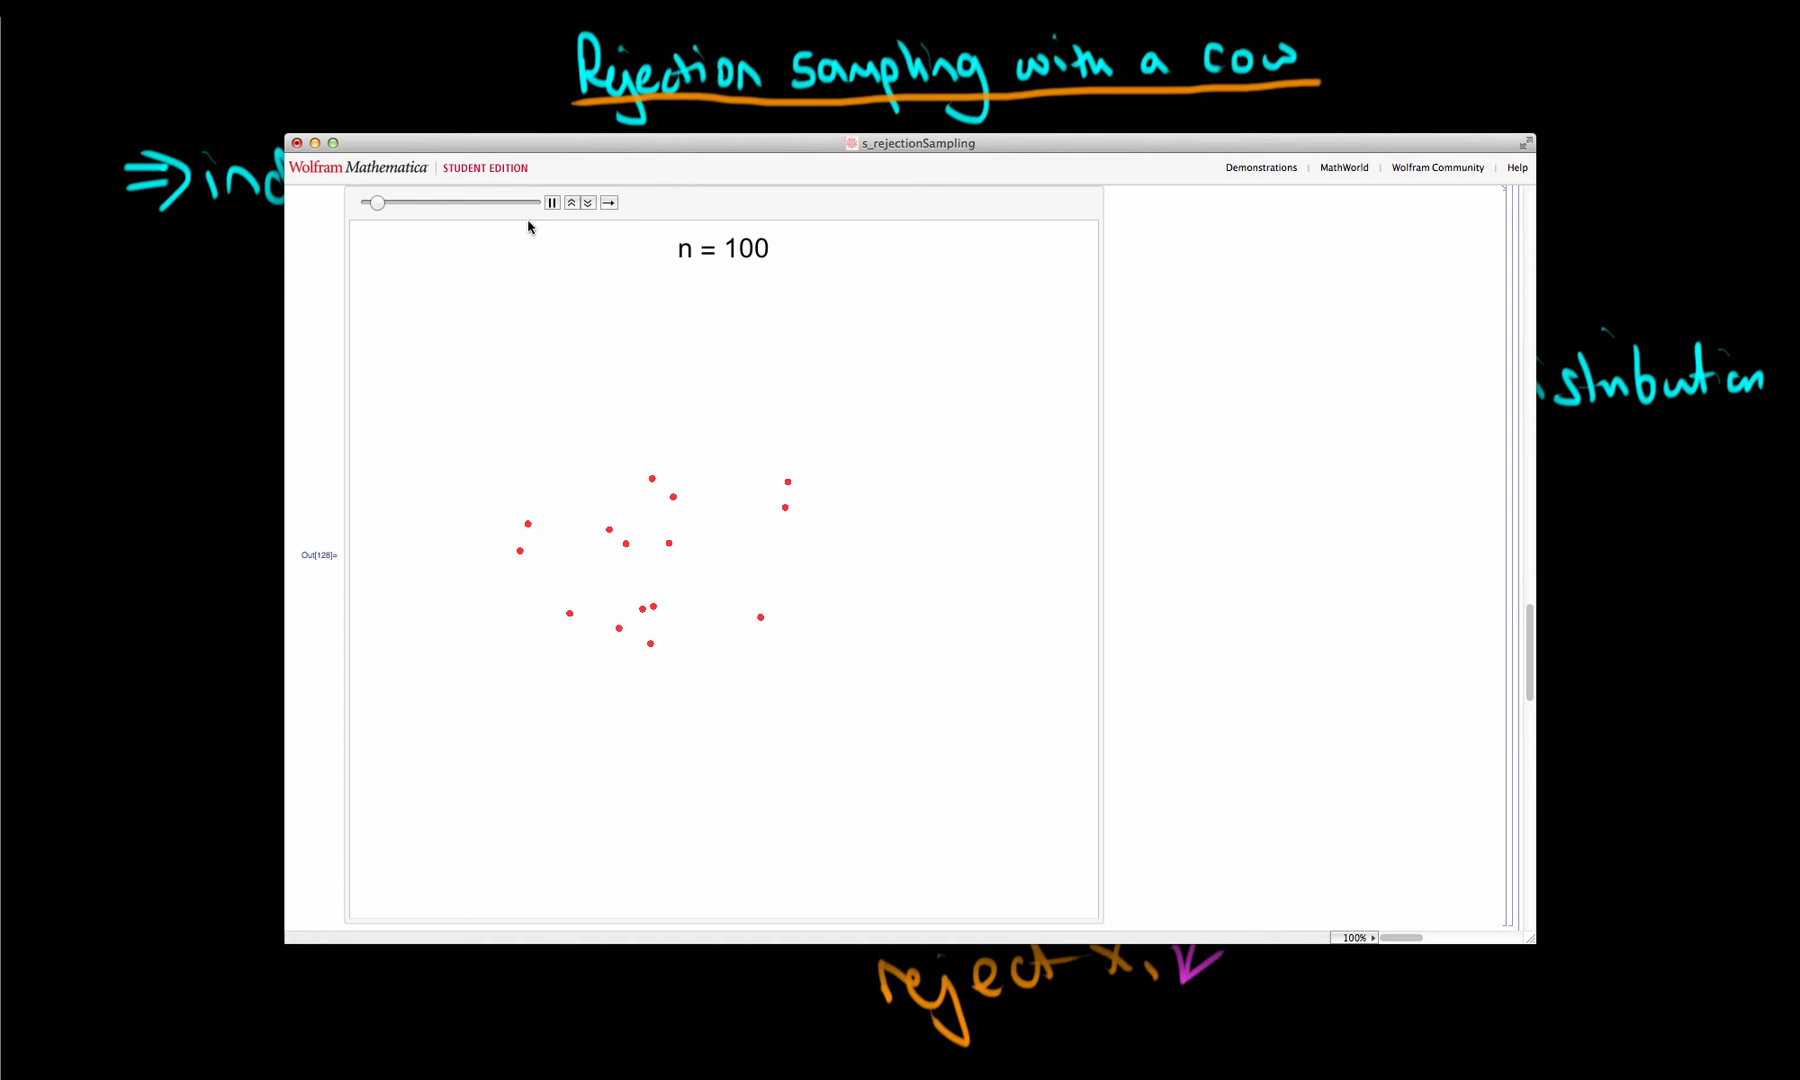 Rejection sampling with a cow
s_rejectionSampling
Wolfram Mathematica | STUDENT EDITION
Demonstrations | MathWorld | Wolfram Community | Help
n = 100
Out[128]=
100%
reject x,